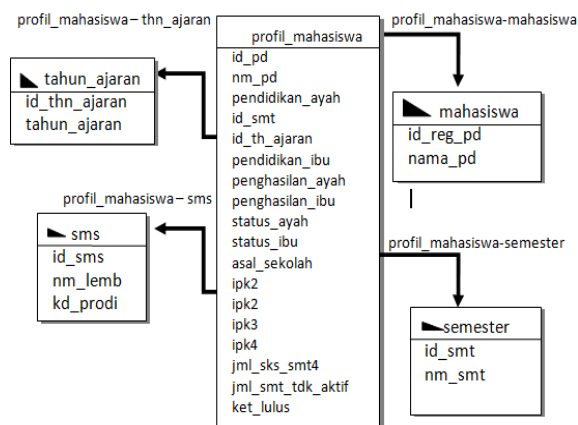 profil_mahasiswa – thn_ajaran
profil_mahasiswa
profil_mahasiswa-mahasiswa
id_pd
nm_pd
pendidikan_ayah
id_smt
id_th_ajaran
pendidikan_ibu
penghasilan_ayah
penghasilan_ibu
status_ayah
status_ibu
asal_sekolah
ipk2
ipk2
ipk3
ipk4
jml_sks_smt4
jml_smt_tdk_aktif
ket_lulus
tahun_ajaran
id_thn_ajaran
tahun_ajaran
mahasiswa
id_reg_pd
nama_pd
profil_mahasiswa – sms
sms
id_sms
nm_lemb
kd_prodi
profil_mahasiswa-semester
semester
id_smt
nm_smt